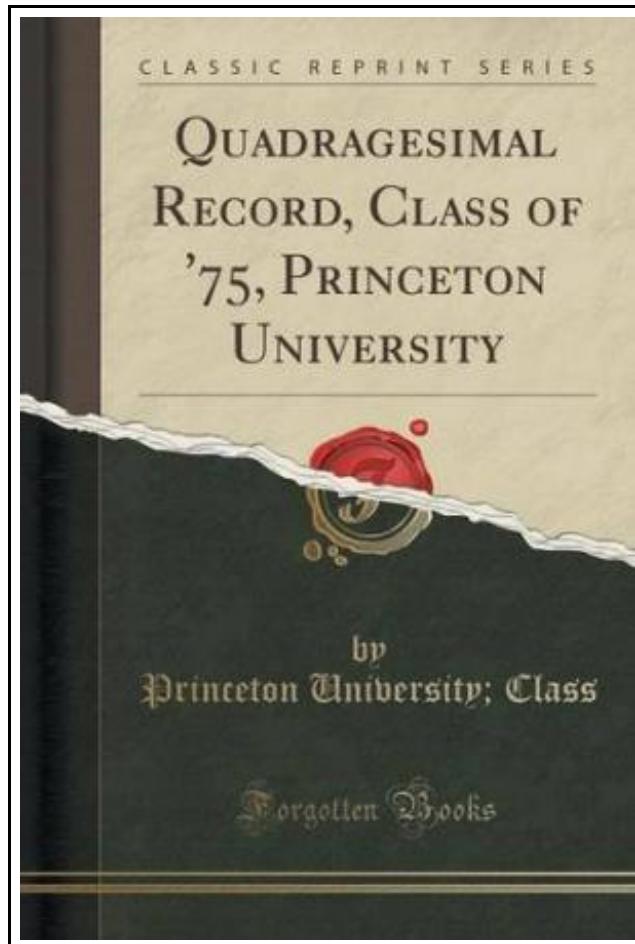 CLASSIC REPRINT SERIES
QUADRAGESIMAL
RECORD, CLASS OF
’75, PRINCETON
UNIVERSITY
F
by
Princeton University; Class
Forgotten Books